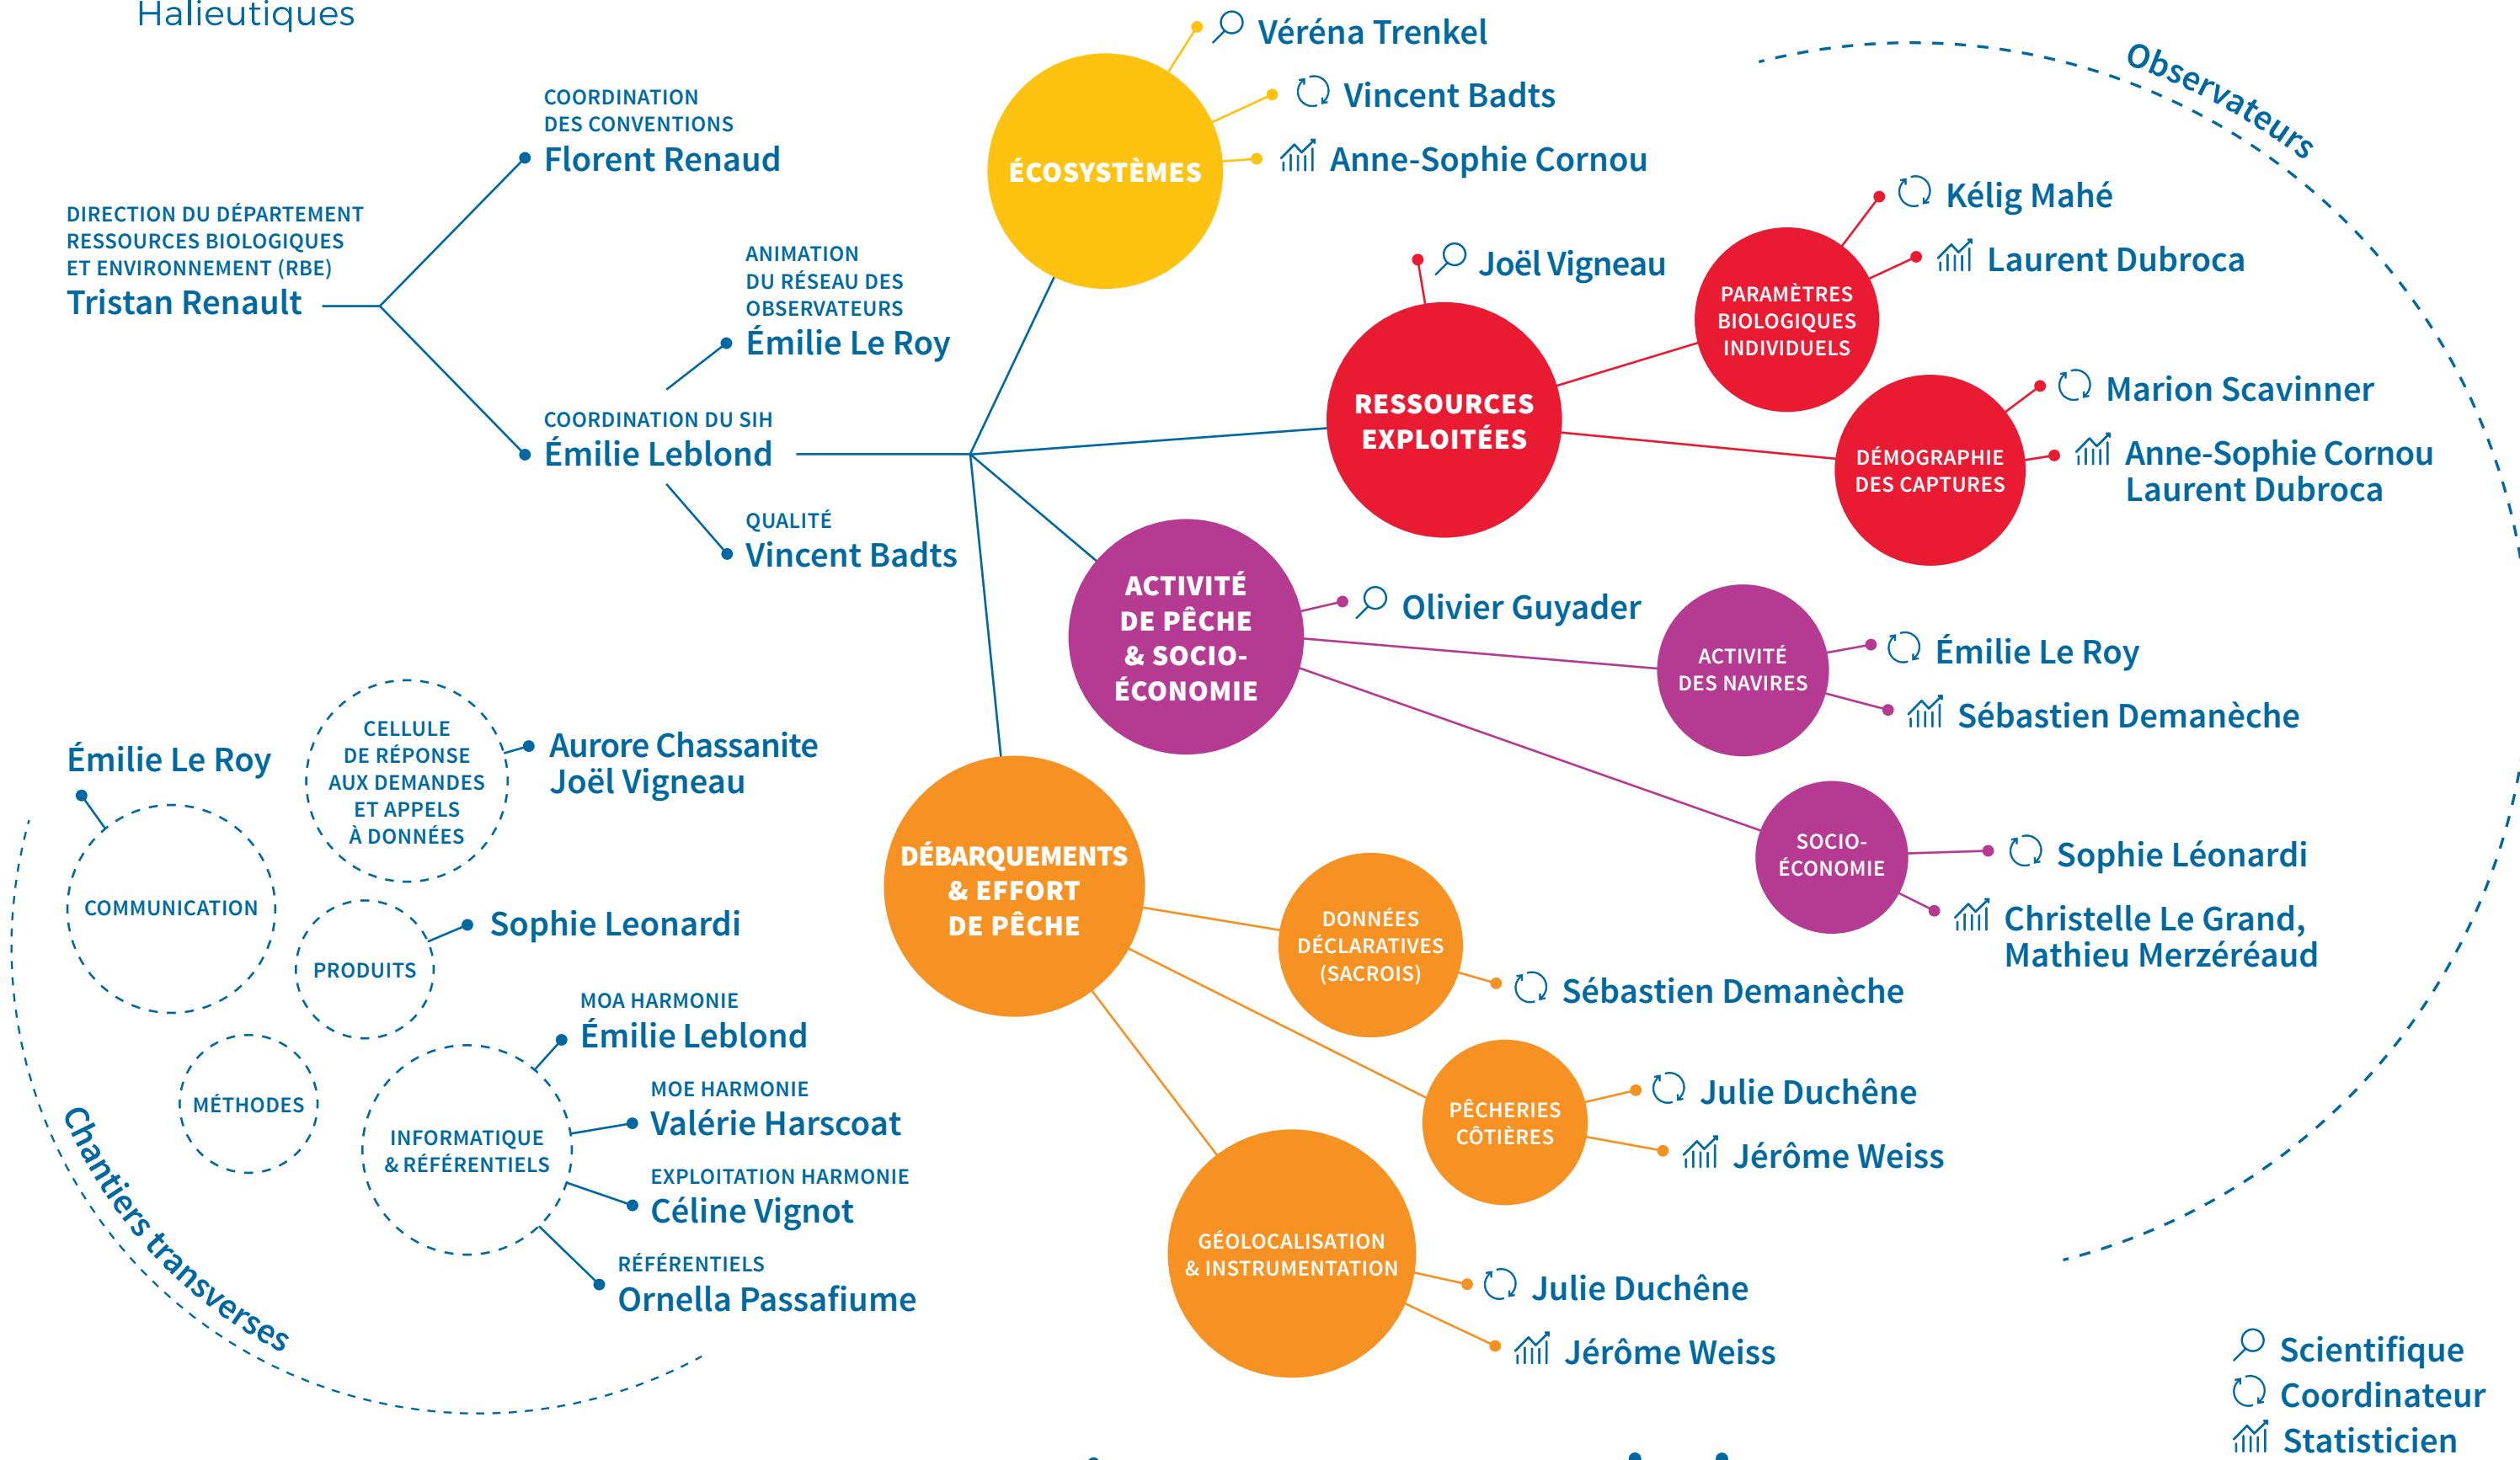 Halieutiques
COORDINATION
DES CONVENTIONS
Florent Renaud
DIRECTION DU DÉPARTEMENT
RESSOURCES BIOLOGIQUES
ET ENVIRONNEMENT (RBE)
Tristan Renault
ANIMATION
DU RÉSEAU DES
OBSERVATEURS
Émilie Le Roy
COORDINATION DU SIH
Émilie Leblond
QUALITÉ
Vincent Badts
ÉCOSYSTÈMES
Véréna Trenkel
Vincent Badts
Anne-Sophie Cornou
Observateurs
RESSOURCES
EXPLOITÉES
Joël Vigneau
PARAMÈTRES
BIOLOGIQUES
INDIVIDUELS
Kélig Mahé
Laurent Dubroca
DÉMOGRAPHIE
DES CAPTURES
Marion Scavinner
Anne-Sophie Cornou
Laurent Dubroca
ACTIVITÉ
DE PÊCHE
& SOCIO-
ÉCONOMIE
Olivier Guyader
ACTIVITÉ
DES NAVIRES
Émilie Le Roy
Sébastien Demanèche
SOCIO-
ÉCONOMIE
Sophie Léonardi
Christelle Le Grand,
Mathieu Merzéréaud
DÉBARQUEMENTS
& EFFORT
DE PÊCHE
DONNÉES
DÉCLARATIVES
(SACROIS)
Sébastien Demanèche
PÊCHERIES
CÔTIÈRES
Julie Duchêne
Jérôme Weiss
GÉOLOCALISATION
& INSTRUMENTATION
Julie Duchêne
Jérôme Weiss
Émilie Le Roy
COMMUNICATION
CELLULE
DE RÉPONSE
AUX DEMANDES
ET APPELS
À DONNÉES
Aurore Chassanite
Joël Vigneau
PRODUITS
Sophie Leonardi
MÉTHODES
INFORMATIQUE
& RÉFÉRENTIELS
MOA HARMONIE
Émilie Leblond
MOE HARMONIE
Valérie Harscoat
EXPLOITATION HARMONIE
Céline Vignot
RÉFÉRENTIELS
Ornella Passafiume
Chantiers transverses
Scientifique
Coordinateur
Statisticien